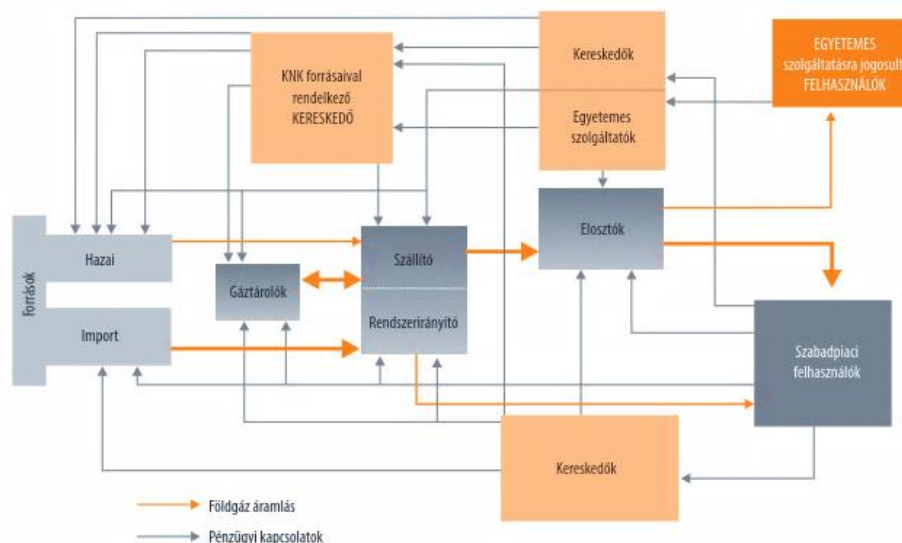 Kereskedők
EGYETEMES
szolgáltatásra jogosult
FELHASZNÁLÓK
KNK forrásaival
rendelkező
KERESKEDŐ
Egyetemes
szolgáltatók
Források
Hazai
Gáztárolók
Szállító
Elosztók
Import
Rendszerirányító
Szabadpiaci
felhasználók
Kereskedők
Földgáz áramlás
Pénzügyi kapcsolatok